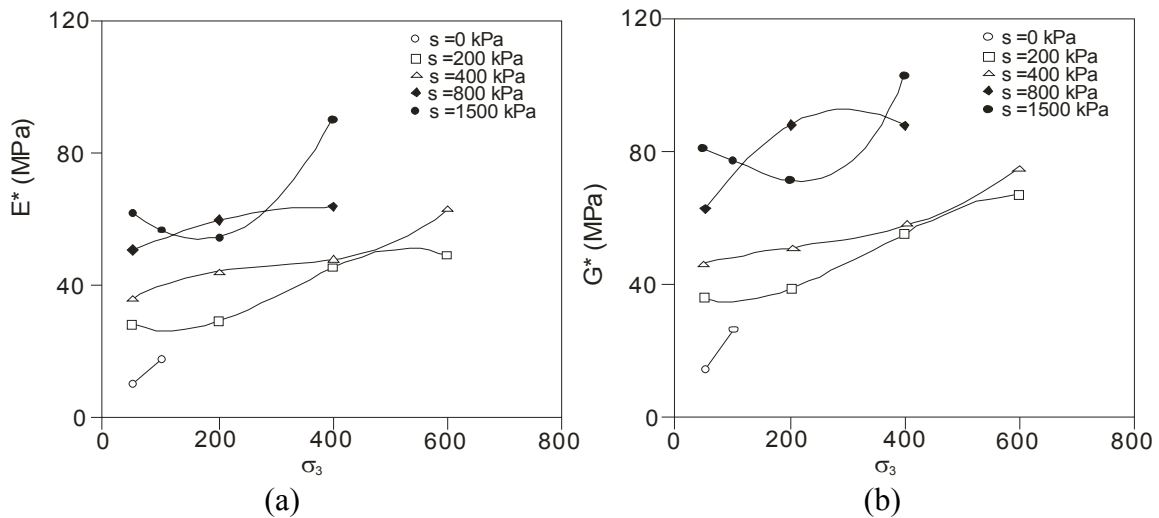 120
80
40
0
E* (MPa)
s =0 kPa
s =200 kPa
s =400 kPa
s =800 kPa
s =1500 kPa
0 200 400 600 800
σ3
(a)
120
80
40
0
G* (MPa)
s =0 kPa
s =200 kPa
s =400 kPa
s =800 kPa
s =1500 kPa
0 200 400 600 800
σ3
(b)